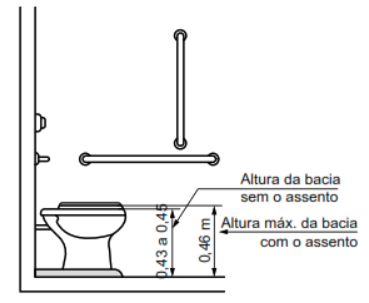 Altura da bacia
sem o assento
0,43 a 0,45
0,46 m
Altura máx. da bacia
com o assento